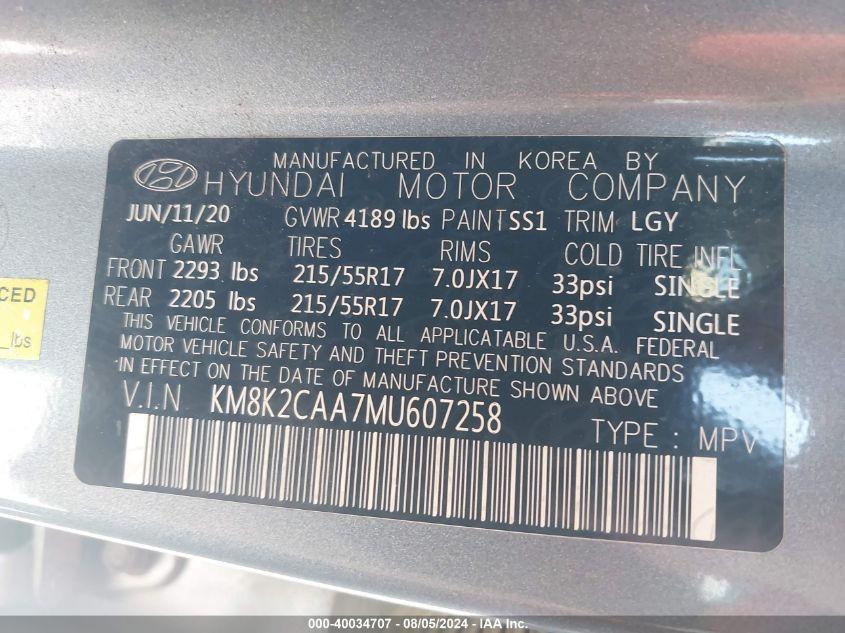 MANUFACTURED IN KOREA BY
HYUNDAI MOTOR COMPANY
JUN/11/20 GVWR 4189 lbs PAINT SS1 TRIM LGY
GAWR TIRES RIMS COLD TIRE INFL
FRONT 2293 lbs 215/55R17 7.0JX17 33psi SINGLE
REAR 2205 lbs 215/55R17 7.0JX17 33psi SINGLE
THIS VEHICLE CONFORMS TO ALL APPLICATABLE U.S.A. FEDERAL
MOTOR VEHICLE SAFETY AND THEFT PREVENTION STANDARDS
IN EFFECT ON THE DATE OF MANUFACTURE SHOWN ABOVE
V.I.N KM8K2CAA7MU607258
TYPE : MPV
CED
lbs
000-40034707 - 08/05/2024 - IAA Inc.